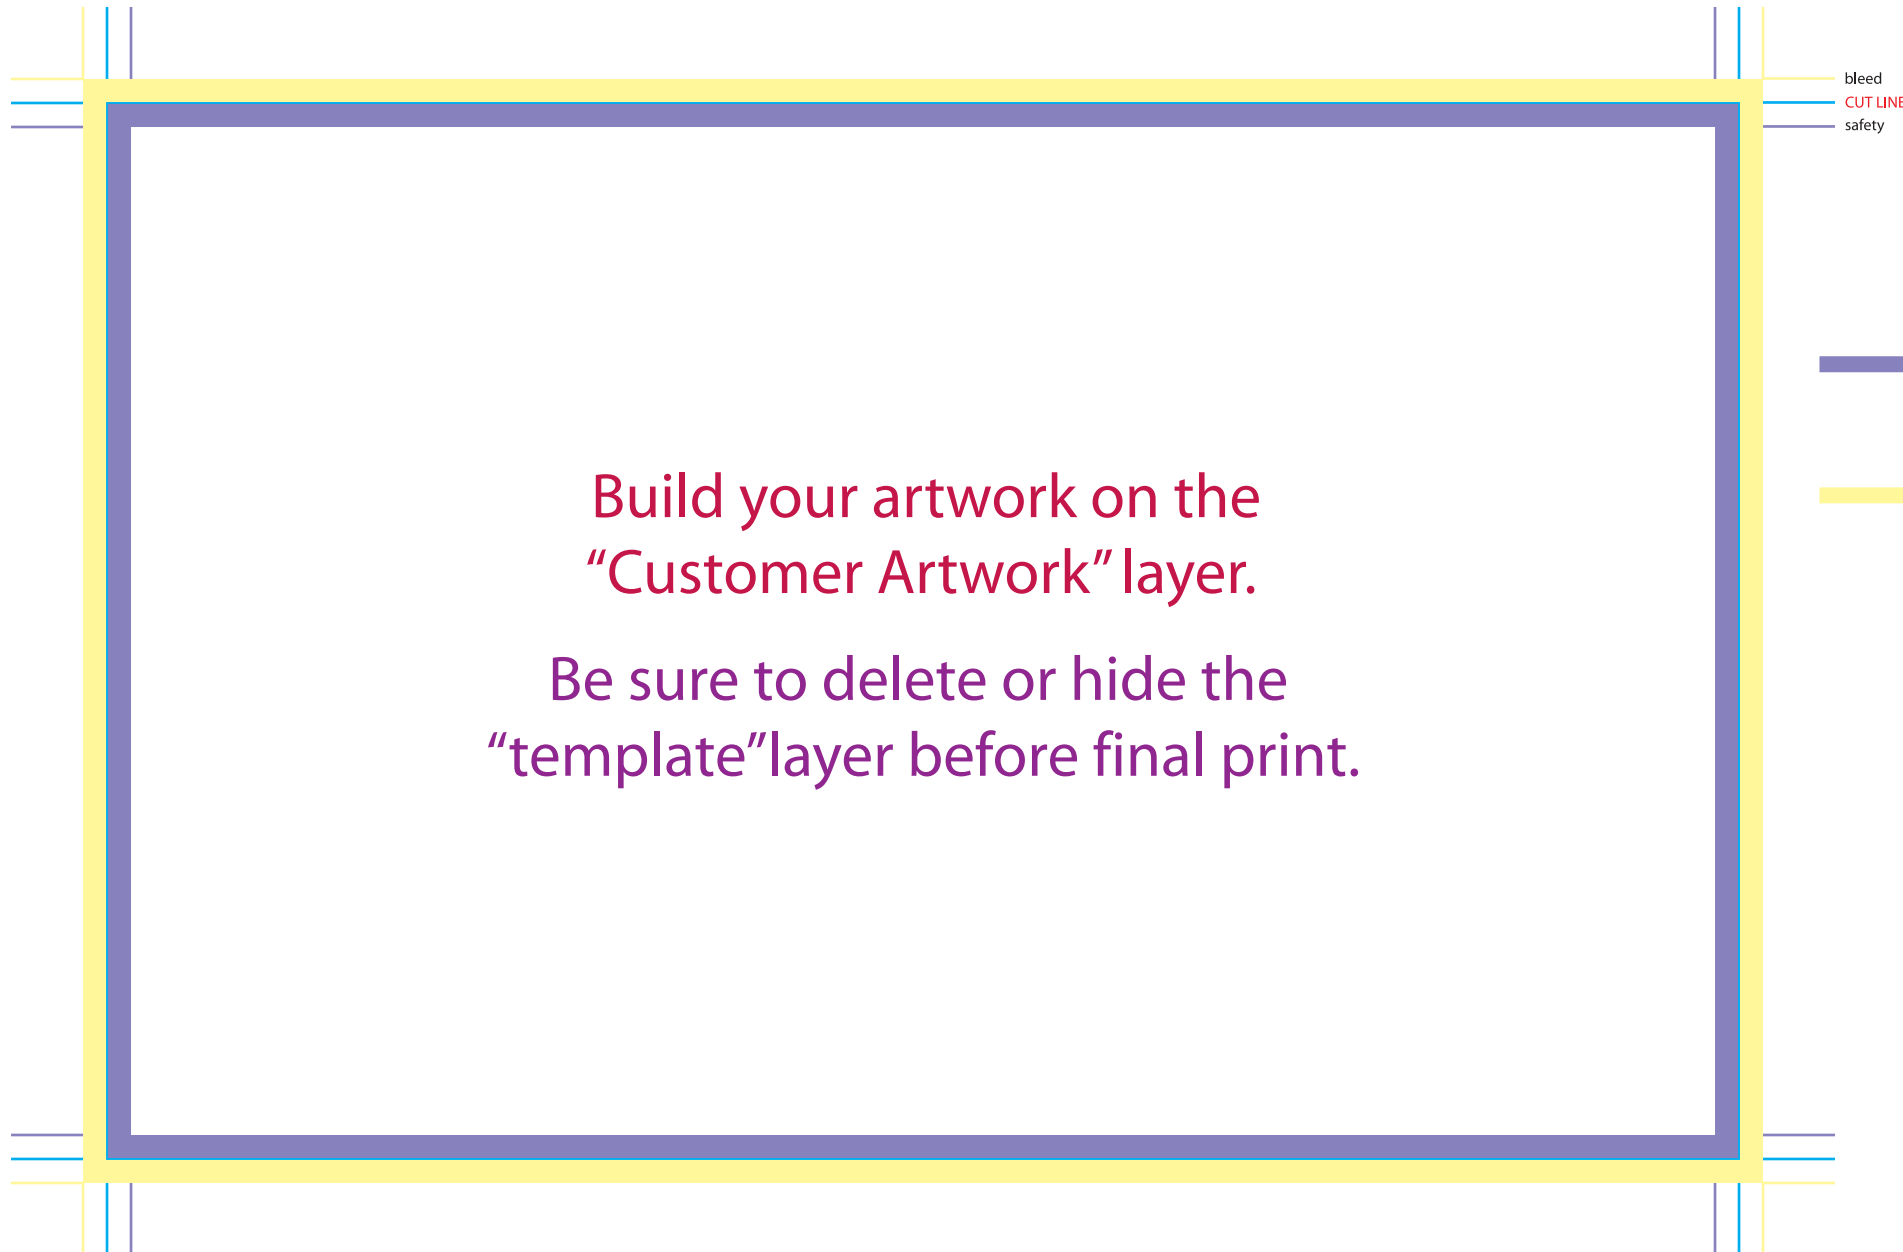 bleed
CUT LINE
safety
Build your artwork on the
“Customer Artwork” layer.
Be sure to delete or hide the
“template”layer before final print.